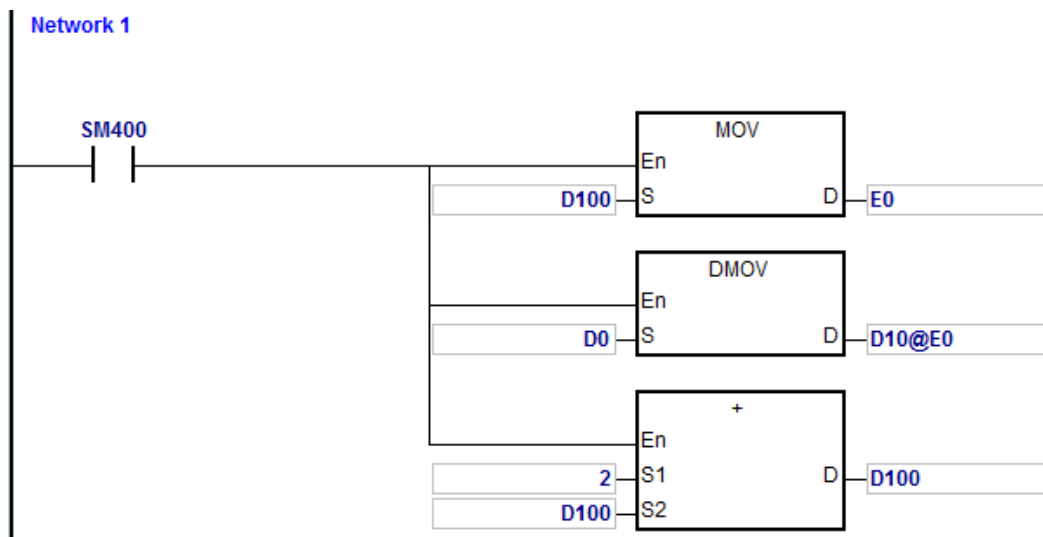 Network 1
SM400
MOV
En
D100 S D E0
DMOV
En
D0 S D D10@E0
+
En
2 S1 D D100
D100 S2